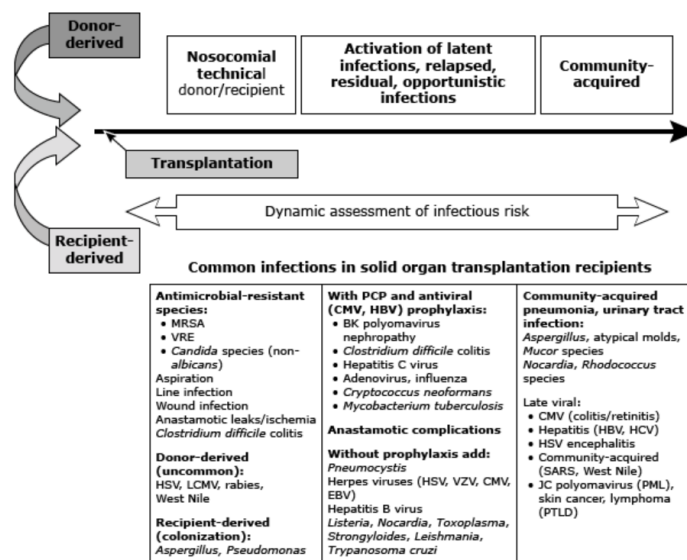 Donor-
derived
Nosocomial
technical
donor/recipient
Activation of latent
infections, relapsed,
residual, opportunistic
infections
Community-
acquired
Transplantation
Dynamic assessment of infectious risk
Recipient-
derived
Common infections in solid organ transplantation recipients
Antimicrobial-resistant
species:
• MRSA
• VRE
• Candida species (non-
albicans)
Aspiration
Line infection
Wound infection
Anastamotic leaks/ischemia
Clostridium difficile colitis
Donor-derived
(uncommon):
HSV, LCMV, rabies,
West Nile
Recipient-derived
(colonization):
Aspergillus, Pseudomonas
With PCP and antiviral
(CMV, HBV) prophylaxis:
• BK polyomavirus
nephropathy
• Clostridium difficile colitis
• Hepatitis C virus
• Adenovirus, influenza
• Cryptococcus neoformans
• Mycobacterium tuberculosis
Anastamotic complications
Without prophylaxis add:
Pneumocystis
Herpes viruses (HSV, VZV, CMV,
EBV)
Hepatitis B virus
Listeria, Nocardia, Toxoplasma,
Strongyloides, Leishmania,
Trypanosoma cruzi
Community-acquired
pneumonia, urinary tract
infection:
Aspergillus, atypical molds,
Mucor species
Nocardia, Rhodococcus
species
Late viral:
• CMV (colitis/retinitis)
• Hepatitis (HBV, HCV)
• HSV encephalitis
• Community-acquired
(SARS, West Nile)
• JC polyomavirus (PML),
skin cancer, lymphoma
(PTLD)